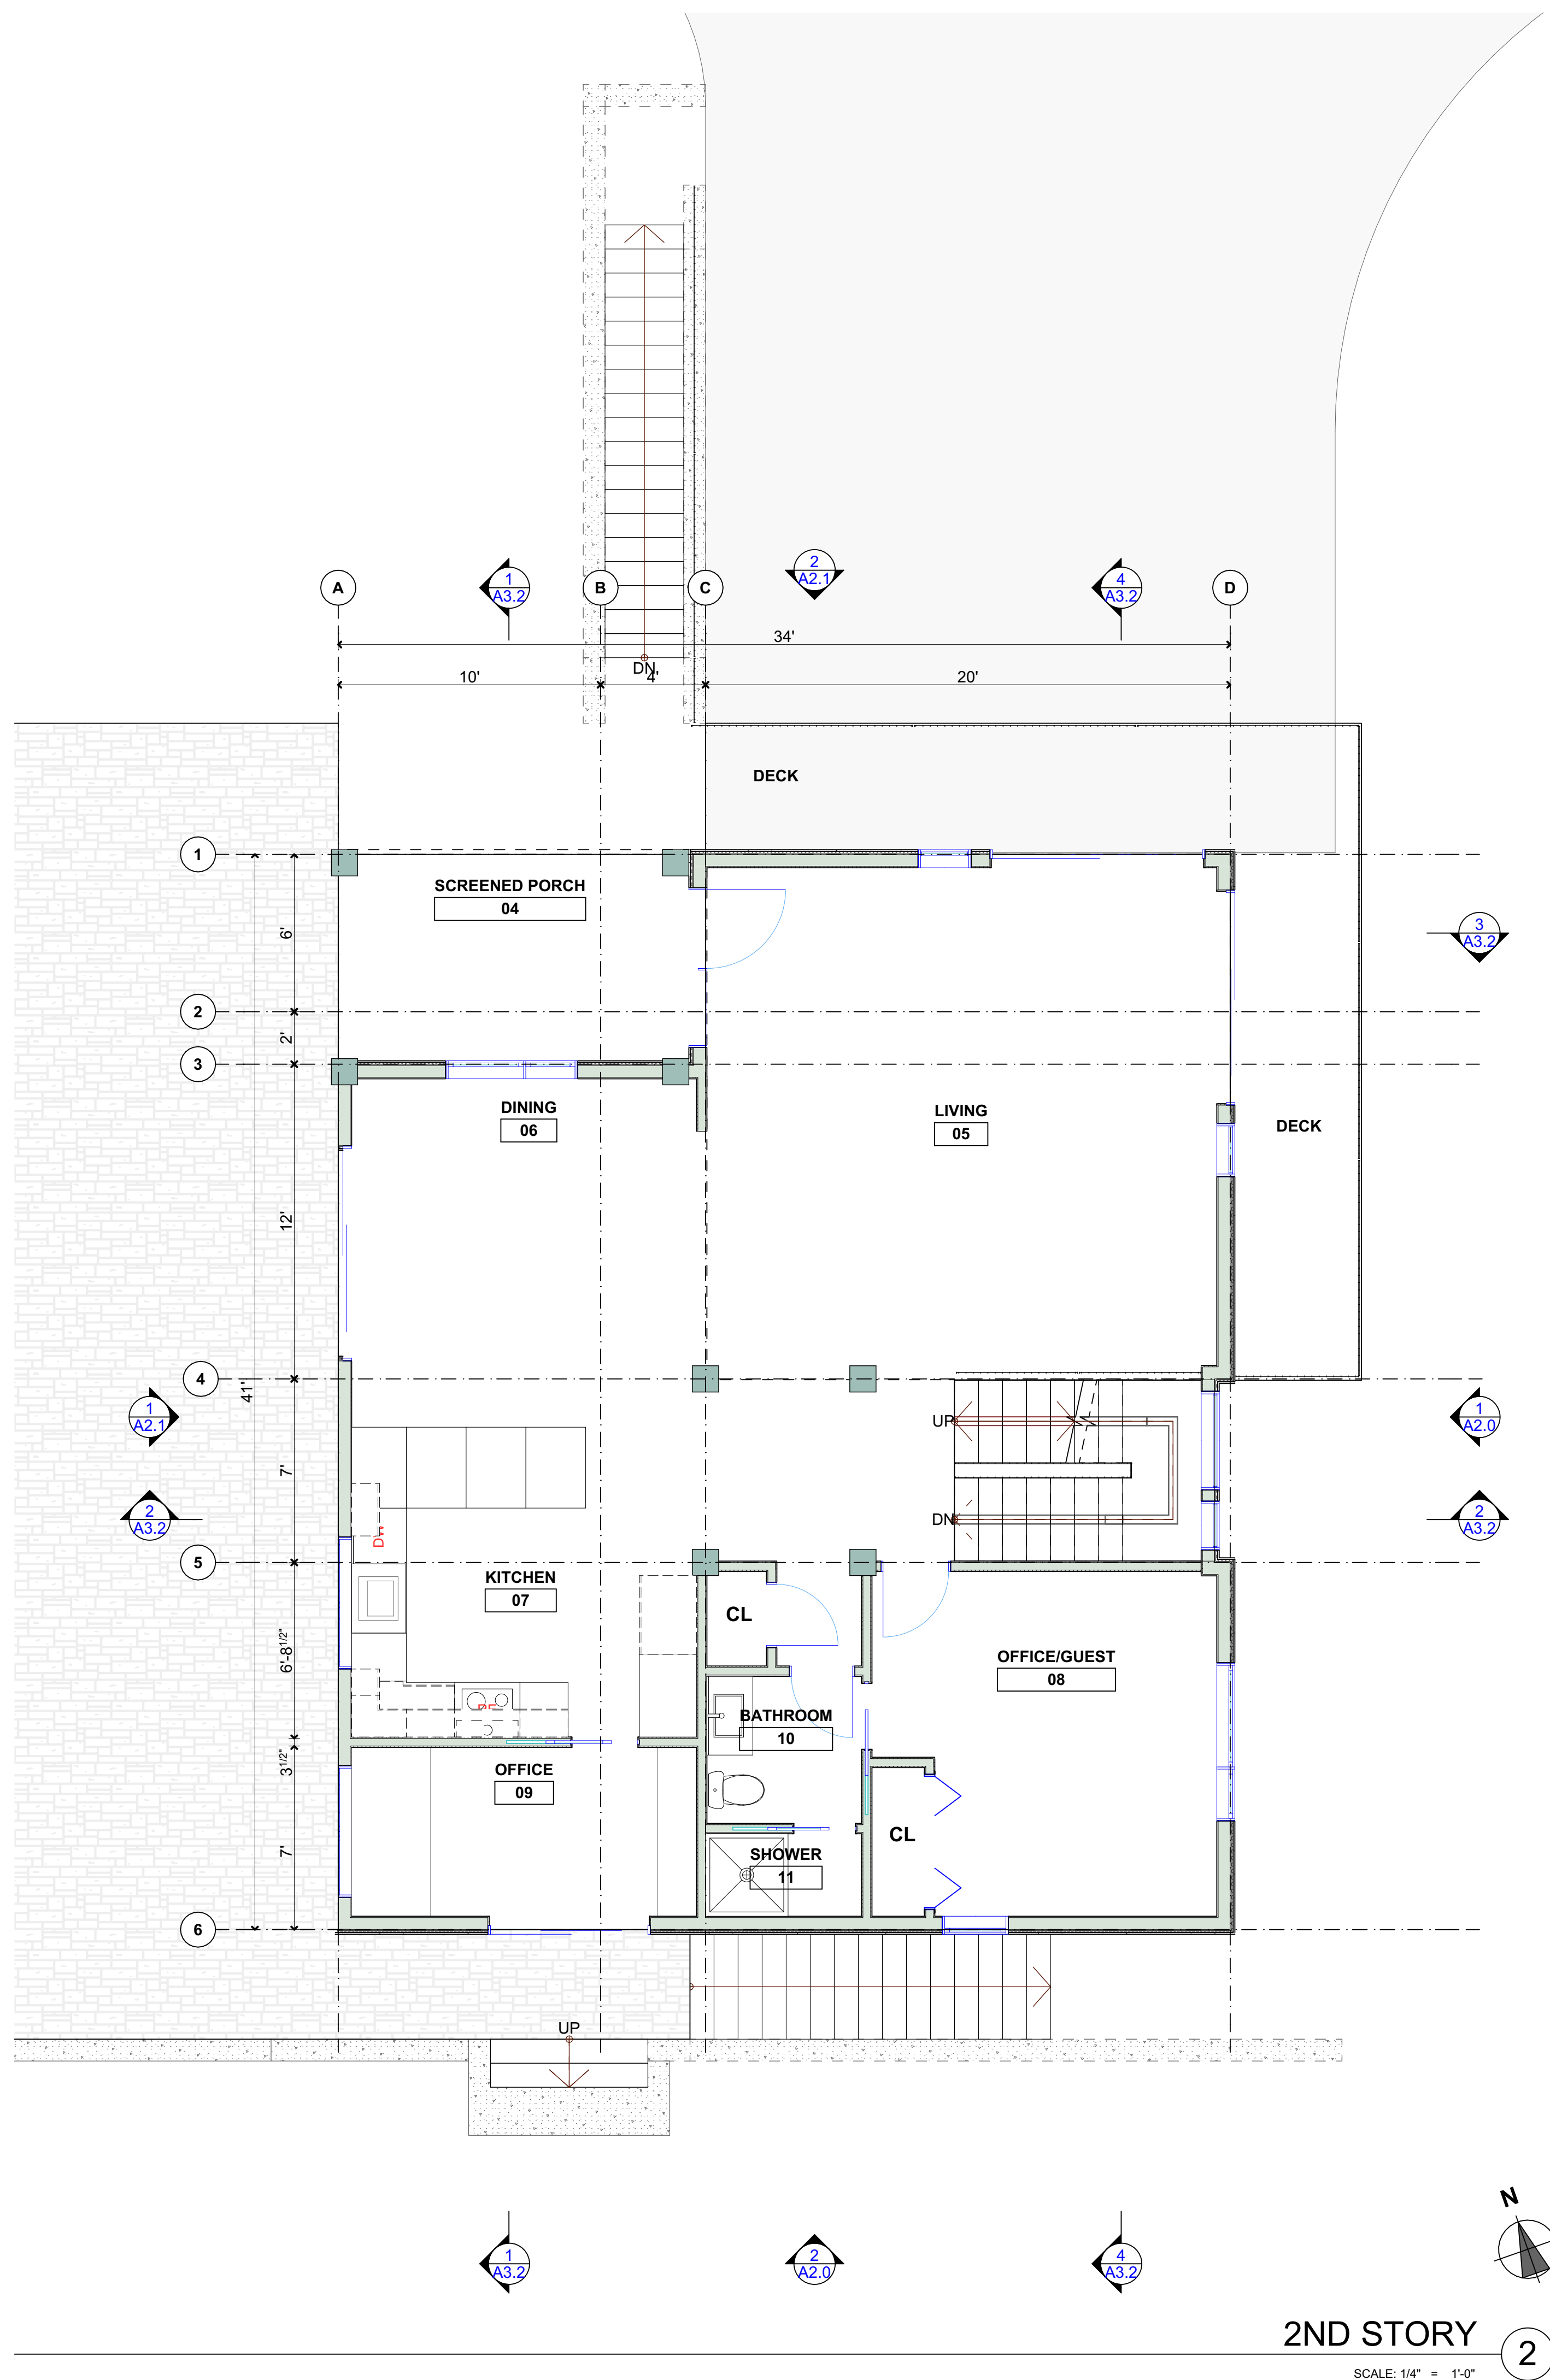 1
A3.2
2
A2.1
4
A3.2
A
B
C
D
34'
DN
10'
4'
20'
DECK
1
SCREENED PORCH
04
6'
3
A3.2
2
2'
3
DINING
06
LIVING
05
DECK
12'
4
41'
1
A2.1
UP
1
A2.0
7'
2
A3.2
DN
2
A3.2
5
KITCHEN
07
CL
6'-8 1/2"
OFFICE/GUEST
08
BATHROOM
10
3 1/2"
OFFICE
09
CL
7'
SHOWER
11
6
UP
N
1
A3.2
2
A2.0
4
A3.2
2ND STORY
2
SCALE: 1/4" = 1'-0"